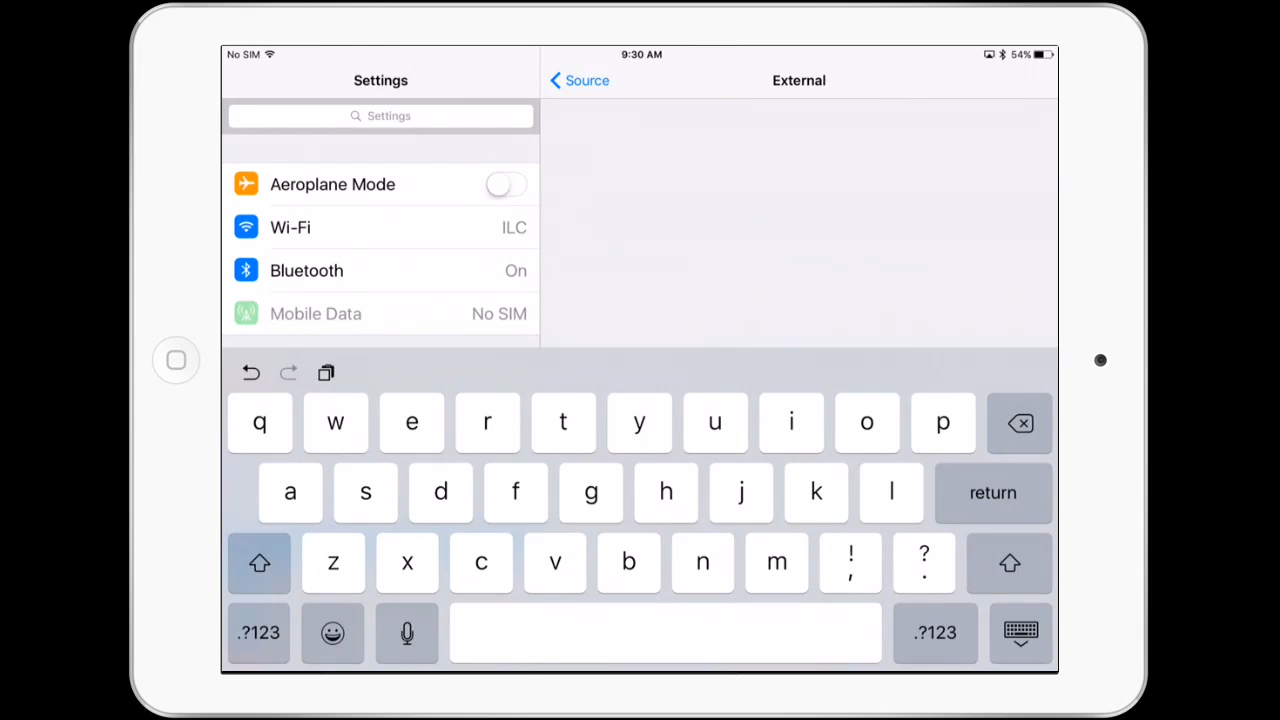 No SIM 9:30 AM 54%
Settings
Source External
Settings
Aeroplane Mode
Wi-Fi ILC
Bluetooth On
Mobile Data No SIM
q w e r t y u i o p
a s d f g h j k l return
z x c v b n m ! , ? .
.?123 .?123